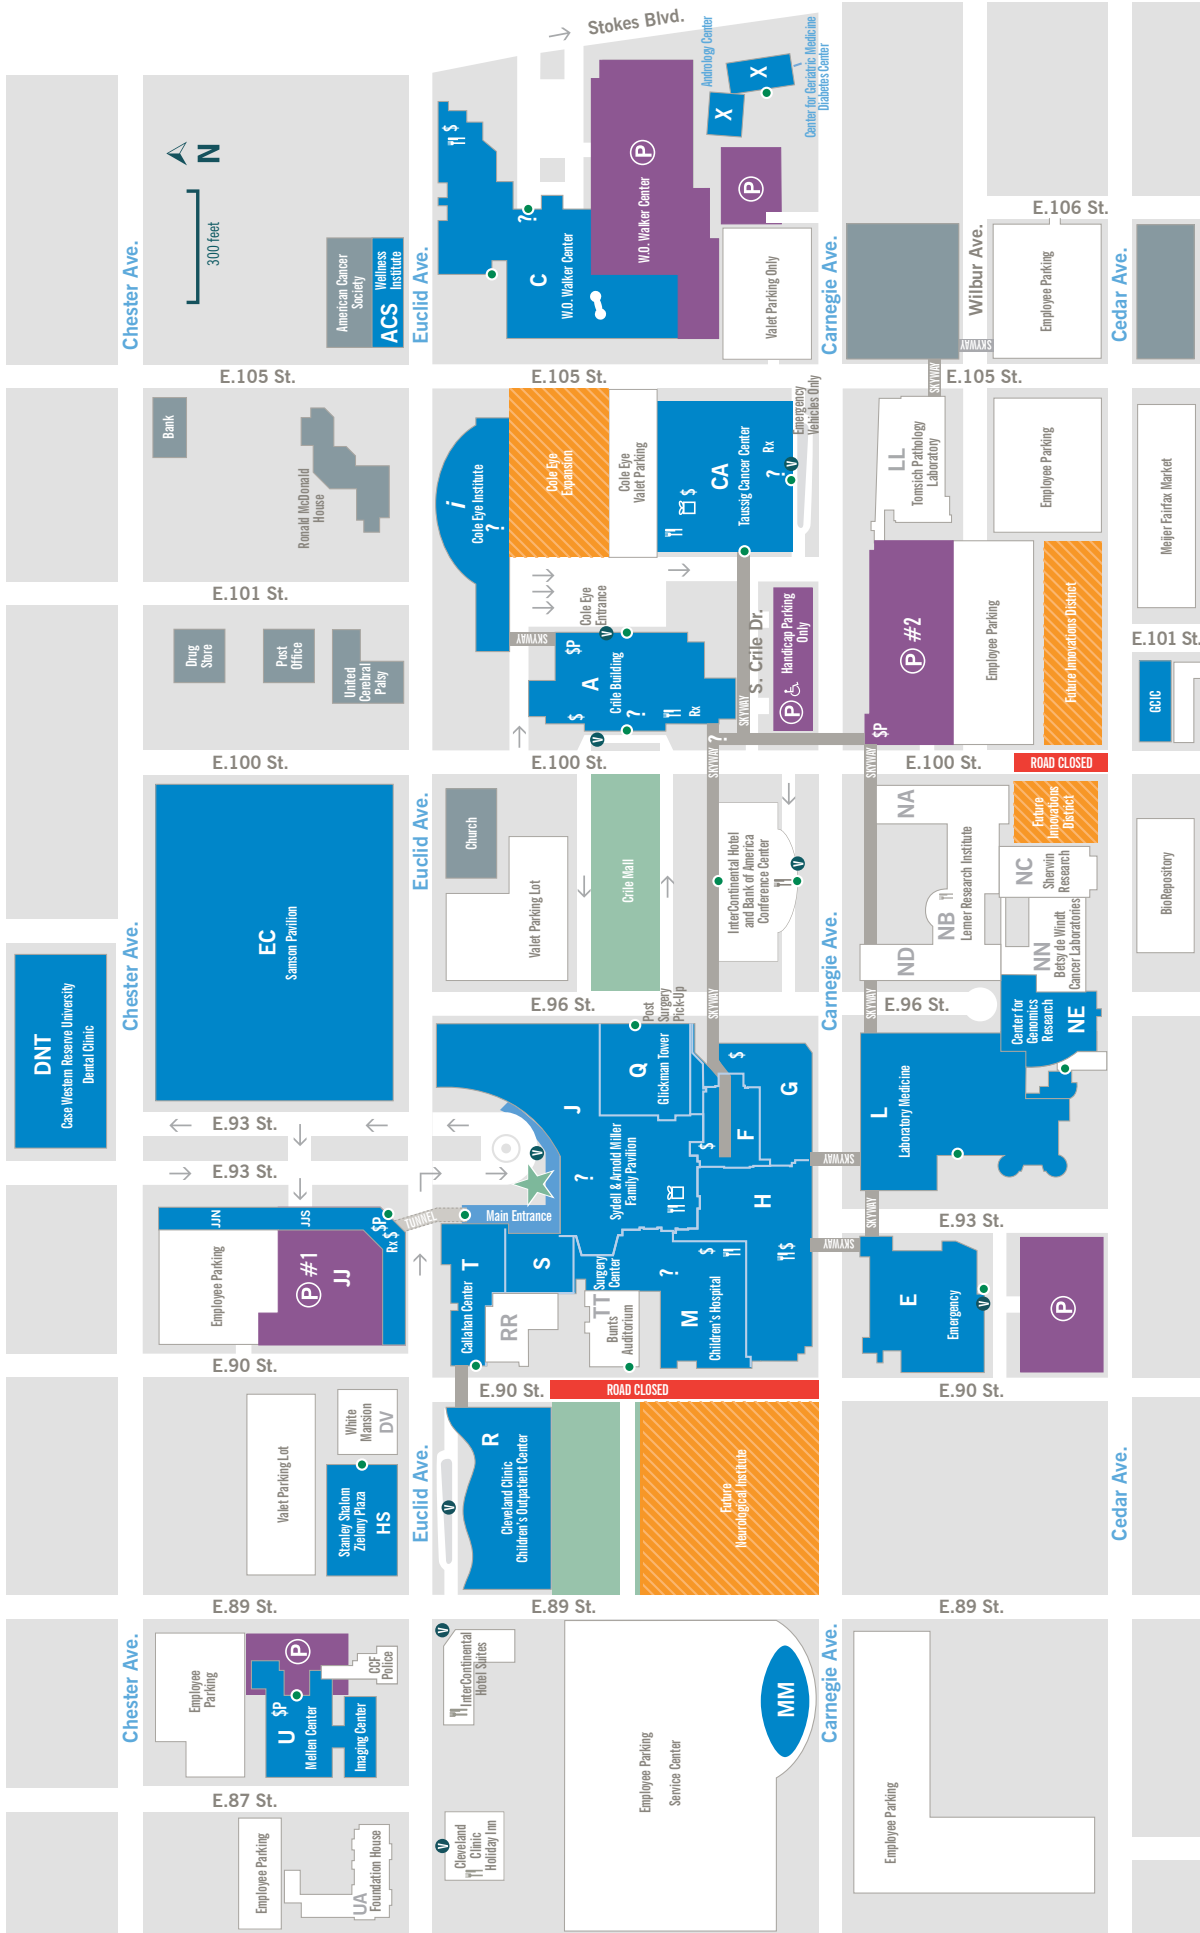 Stokes Blvd.
Chester Ave.
N
300 feet
American Cancer
Society
ACS
Wellness
Institute
Euclid Ave.
$
?
C
W.O. Walker Center
W.O. Walker Center
P
Andrology Center
X
X
Center for Geriatric Medicine
Diabetes Center
P
Valet Parking Only
Carnegie Ave.
Wilbur Ave.
E.106 St.
Employee Parking
Cedar Ave.
SKYWAY
SKYWAY
E.105 St.
E.105 St.
E.105 St.
Bank
Ronald McDonald
House
i
Cole Eye Institute
?
Cole Eye
Expansion
Cole Eye
Valet Parking
CA
Taussig Cancer Center
$
?
Rx
V
Emergency
Vehicles Only
LL
Tomsich Pathology
Laboratory
Employee Parking
Meijer Fairfax Market
E.101 St.
E.101 St.
Drug
Store
Post
Office
United
Cerebral
Palsy
SKYWAY
Cole Eye
Entrance
V
$P
A
Crile Building
$
?
Rx
V
SKYWAY
S. Crile Dr.
P
Handicap Parking
Only
P #2
$P
Employee Parking
Future Innovations District
GCIC
SKYWAY
?
SKYWAY
E.100 St.
E.100 St.
E.100 St.
ROAD CLOSED
EC
Samson Pavilion
Euclid Ave.
Church
Valet Parking Lot
Crile Mall
InterContinental Hotel
and Bank of America
Conference Center
V
Carnegie Ave.
NA
Lerner Research Institute
NB
ND
NC
Sherwin
Research
Future
Innovations
District
NN
Betsy de Windt
Cancer Laboratories
BioRepository
DNT
Case Western Reserve University
Dental Clinic
Chester Ave.
E.96 St.
Post
Surgery
Pick-Up
SKYWAY
SKYWAY
E.96 St.
Center for
Genomics
Research
NE
E.93 St.
E.93 St.
J
Sydell & Arnold Miller
Family Pavilion
?
Q
Glickman Tower
$
G
F
$
H
L
Laboratory Medicine
SKYWAY
SKYWAY
SKYWAY
E.93 St.
JJN
JJS
$P
Rx
$
Employee Parking
P #1
JJ
TUNNEL
Main Entrance
V
T
Callahan Center
S
RR
Surgery
Center
TT
Bunts
Auditorium
?
$
M
Children's Hospital
$
E
Emergency
V
P
E.90 St.
E.90 St.
ROAD CLOSED
E.90 St.
Valet Parking Lot
White
Mansion
DV
Stanley Shalom
Zielony Plaza
HS
Euclid Ave.
V
R
Cleveland Clinic
Children's Outpatient Center
Future
Neurological Institute
Cedar Ave.
E.89 St.
E.89 St.
E.89 St.
Chester Ave.
Employee
Parking
P
CCF
Police
U
$P
Mellen Center
Imaging Center
V
InterContinental
Hotel Suites
Employee Parking
Service Center
MM
Carnegie Ave.
Employee Parking
E.87 St.
Employee Parking
UA
Foundation House
V
Cleveland
Clinic
Holiday Inn